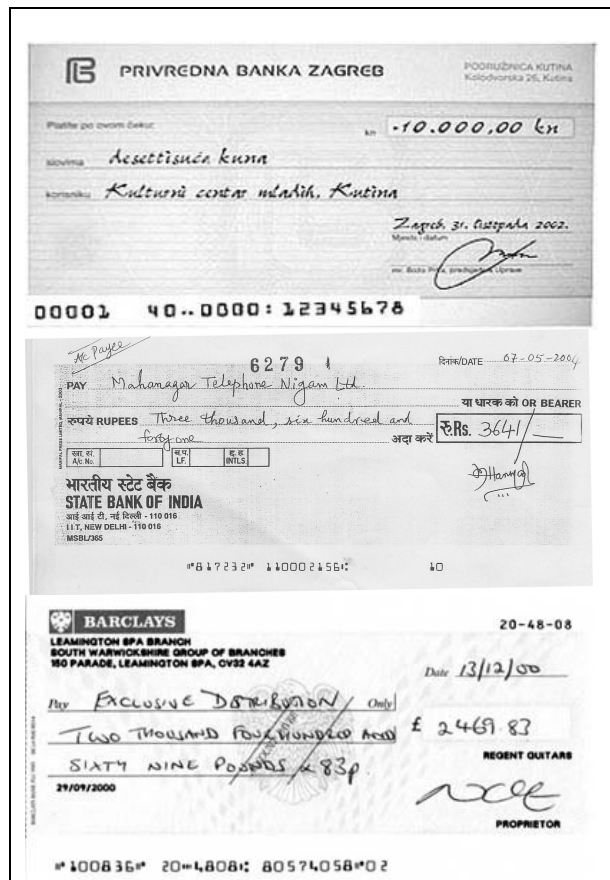 PRIVREDNA BANKA ZAGREB
PODRUŽNICA KUTINA
Kolodvorska 25, Kutina
Platite po ovom čeku:
kn -10.000,00 kn
slovima desettisuća kuna
korisniku Kulturni centar mladih, Kutina
Zagreb, 31. listopada 2002.
Mjesto i datum
00001 40..0000: 12345678
A/c Payee
6279
दिनांक/DATE 07-05-2004
PAY Mahanagar Telephone Nigam Ltd.
या धारक को OR BEARER
रुपये RUPEES Three thousand, six hundred and
forty one
अदा करें
रु.Rs. 3641/
खा. सं.
A/c No.
ब.पृ.
LF.
ह.ह.
INTLS.
भारतीय स्टेट बैंक
STATE BANK OF INDIA
आई आई टी, नई दिल्ली - 110 016
I I T, NEW DELHI - 110 016
MSBL/365
⑈817232⑈ 110002156⑆ 10
BARCLAYS
20-48-08
LEAMINGTON SPA BRANCH
SOUTH WARWICKSHIRE GROUP OF BRANCHES
150 PARADE, LEAMINGTON SPA, CV32 4AZ
Date 13/12/00
Pay EXCLUSIVE DISTRIBUTION Only
TWO THOUSAND FOUR HUNDRED AND
£ 2469.83
SIXTY NINE POUNDS & 83p
REGENT GUITARS
29/09/2000
PROPRIETOR
⑈100836⑈ 20⑉4808⑆ 80574058⑈02